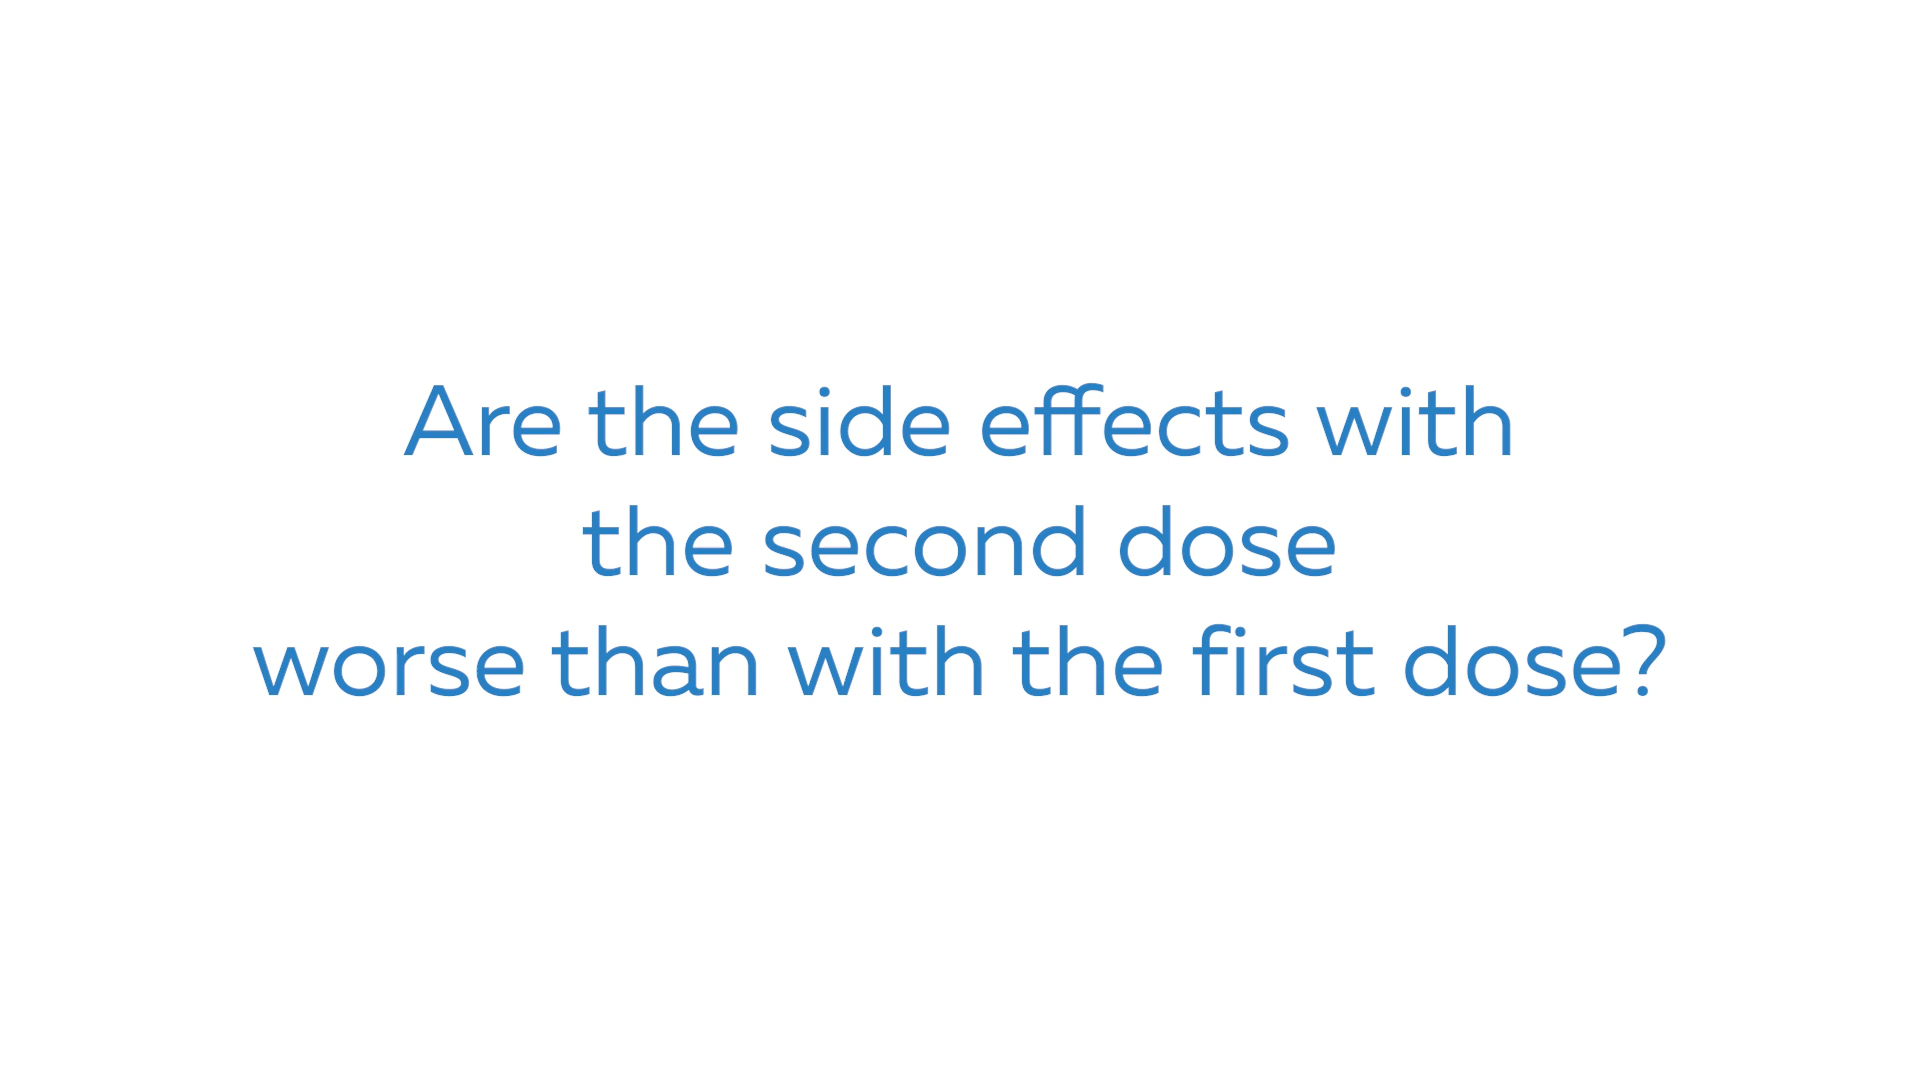 Are the side effects with
the second dose
worse than with the first dose?